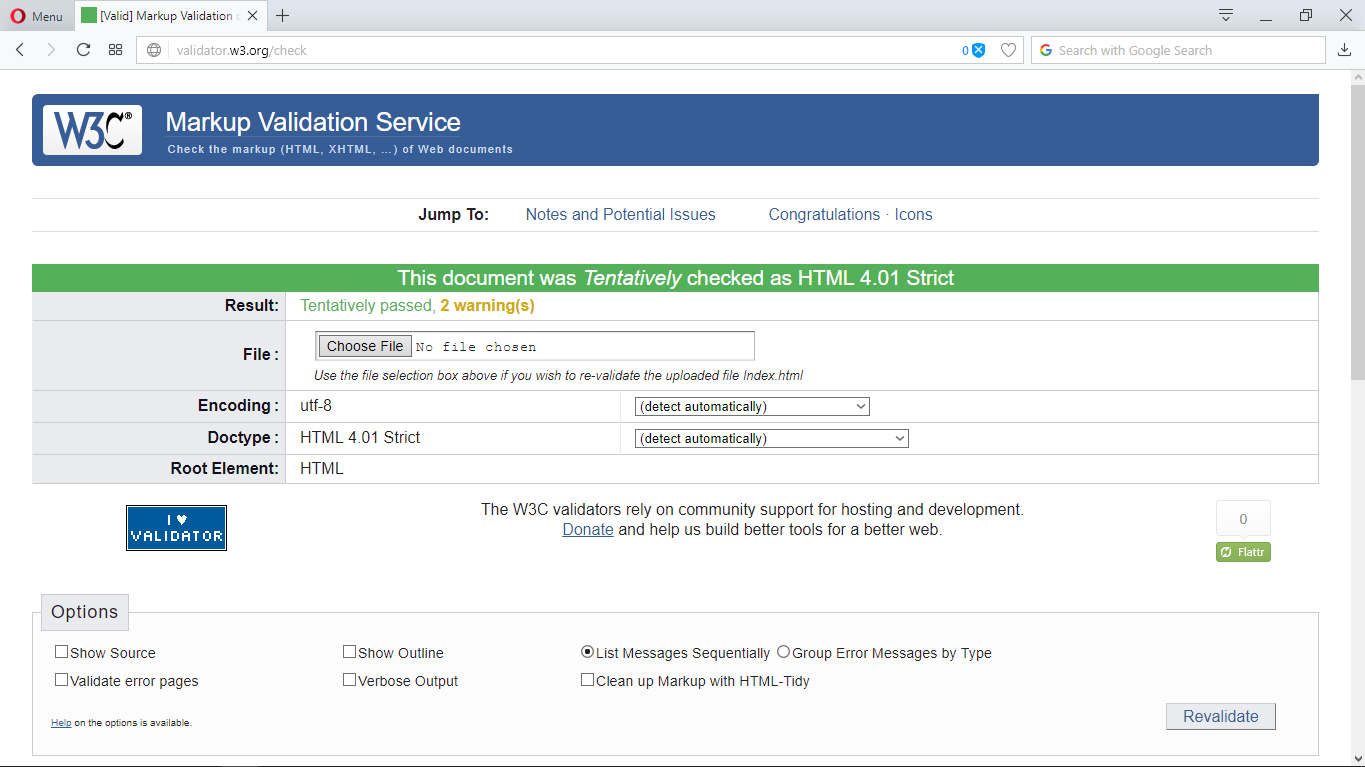 Menu
[Valid] Markup Validation
validator.w3.org/check
0
Search with Google Search
W3C®
Markup Validation Service
Check the markup (HTML, XHTML, …) of Web documents
Jump To: Notes and Potential Issues Congratulations · Icons
This document was Tentatively checked as HTML 4.01 Strict
Result: Tentatively passed, 2 warning(s)
File : Choose File No file chosen
Use the file selection box above if you wish to re-validate the uploaded file Index.html
Encoding : utf-8 (detect automatically)
Doctype : HTML 4.01 Strict (detect automatically)
Root Element: HTML
I ♥
VALIDATOR
The W3C validators rely on community support for hosting and development.
Donate and help us build better tools for a better web.
0
Flattr
Options
Show Source Show Outline List Messages Sequentially Group Error Messages by Type
Validate error pages Verbose Output Clean up Markup with HTML-Tidy
Help on the options is available.
Revalidate